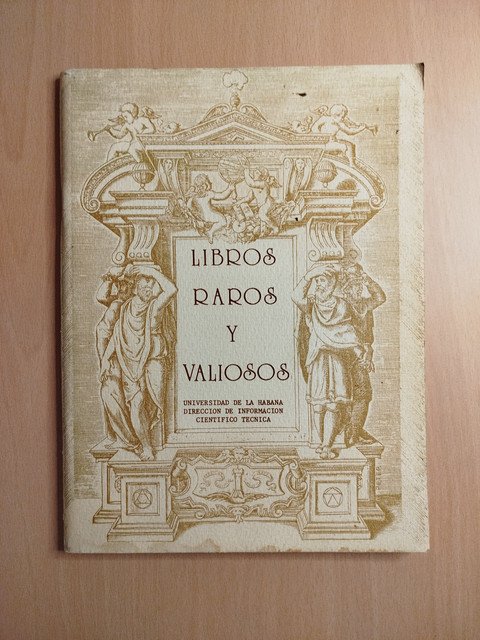 LIBROS
RAROS
Y
VALIOSOS
UNIVERSIDAD DE LA HABANA
DIRECCION DE INFORMACION
CIENTIFICO TECNICA